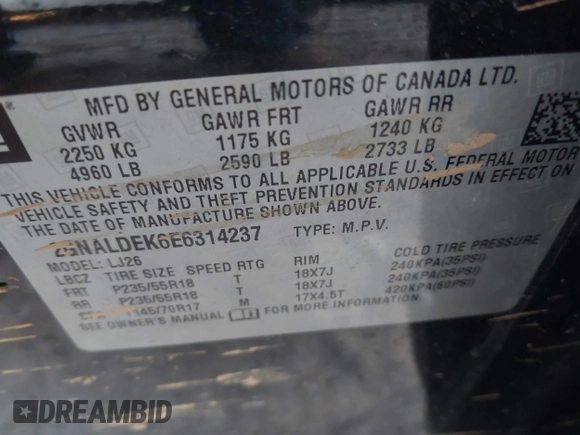 MFD BY GENERAL MOTORS OF CANADA LTD.
GVWR GAWR FRT GAWR RR
2250 KG 1175 KG 1240 KG
4960 LB 2590 LB 2733 LB
THIS VEHICLE CONFORMS TO ALL APPLICABLE U.S. FEDERAL MOTOR
VEHICLE SAFETY AND THEFT PREVENTION STANDARDS IN EFFECT ON
THE DATE OF MANUFACTURE SHOWN ABOVE.
2GNALDEK6E6314237 TYPE: M.P.V.
MODEL: LJ26
LBCZ TIRE SIZE SPEED RTG RIM COLD TIRE PRESSURE
FRT P235/55R18 T 18X7J 240KPA(35PSI)
RR P235/55R18 T 18X7J 240KPA(35PSI)
T145/70R17 M 17X4.5T 420KPA(60PSI)
SEE OWNER'S MANUAL
DREAMBID